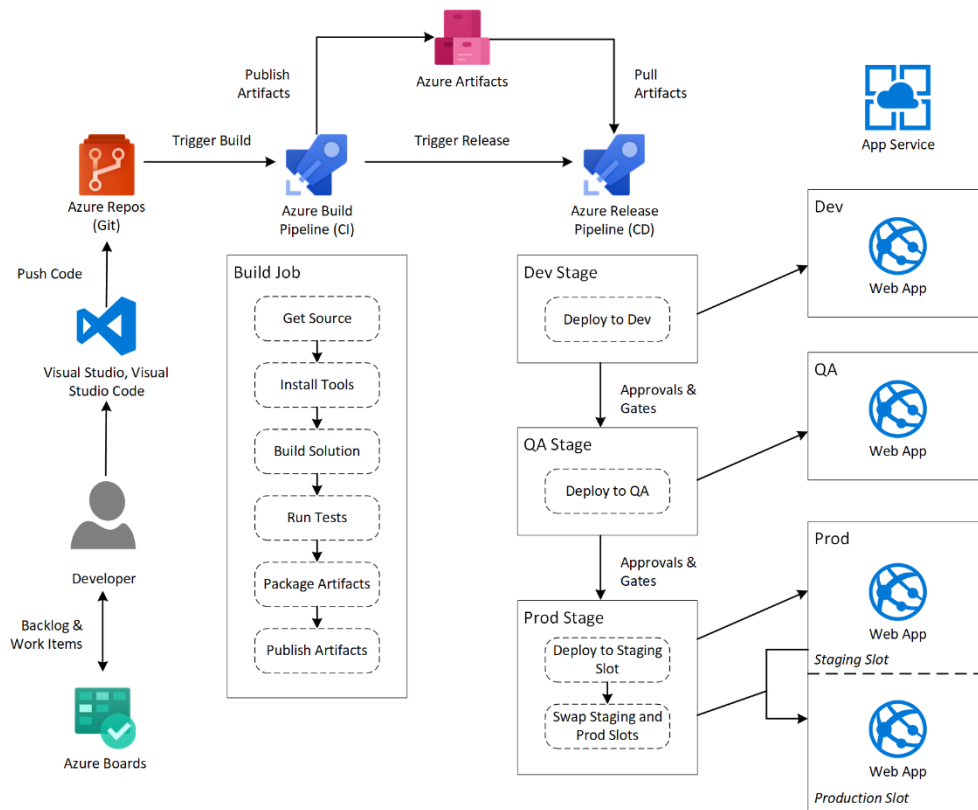 Publish
Artifacts
Azure Artifacts
Pull
Artifacts
App Service
Trigger Build
Trigger Release
Azure Repos
(Git)
Azure Build
Pipeline (CI)
Azure Release
Pipeline (CD)
Push Code
Visual Studio, Visual
Studio Code
Developer
Backlog &
Work Items
Azure Boards
Build Job
Get Source
Install Tools
Build Solution
Run Tests
Package Artifacts
Publish Artifacts
Dev Stage
Deploy to Dev
Approvals &
Gates
QA Stage
Deploy to QA
Approvals &
Gates
Prod Stage
Deploy to Staging
Slot
Swap Staging and
Prod Slots
Dev
Web App
QA
Web App
Prod
Web App
Staging Slot
Web App
Production Slot